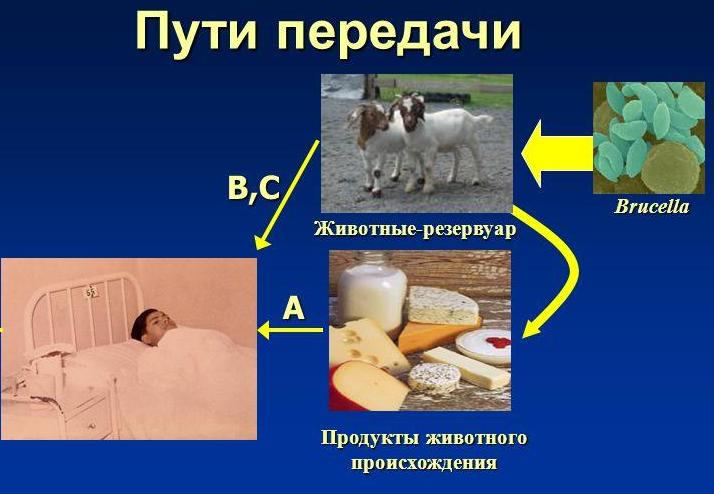 Пути передачи
Brucella
B,C
Животные-резервуар
A
Продукты животного
происхождения